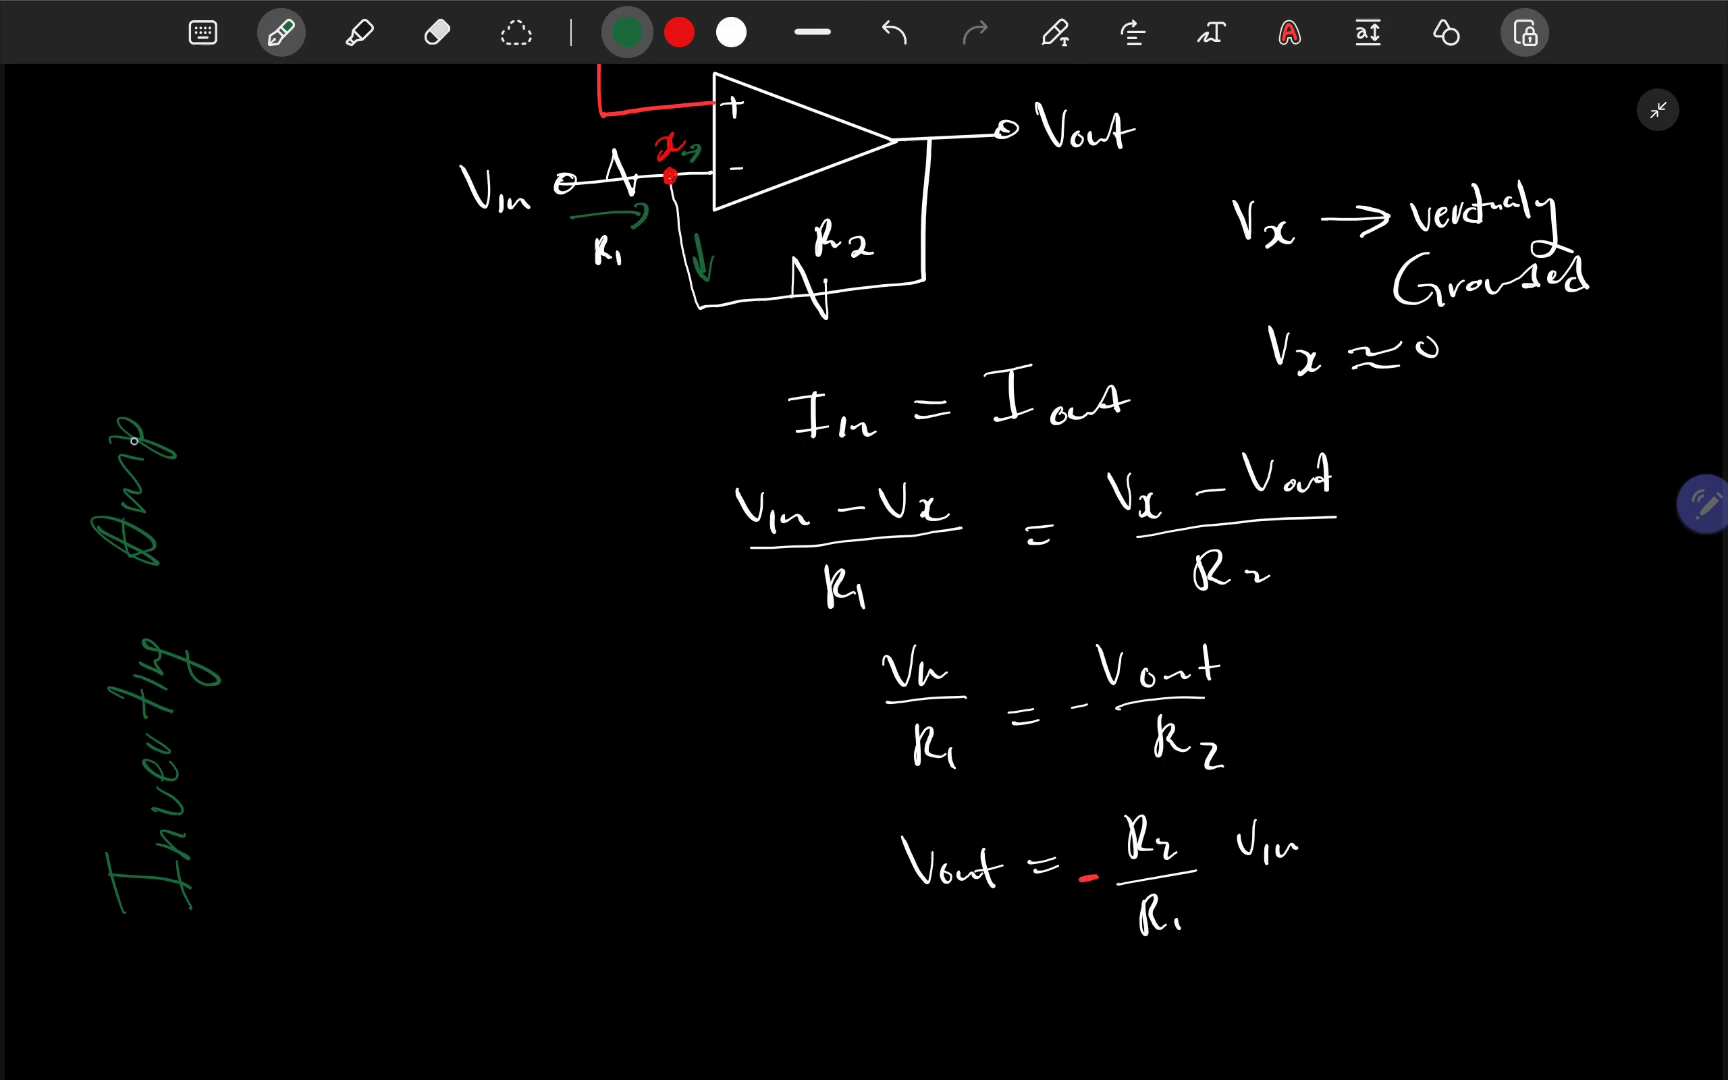 +
Vout
x
-
Vin
R1
R2
Vx → vertualy
Grounded
Vx ≈ 0
Iin = Iout
Vin - Vx / R1 = Vx - Vout / R2
Vin / R1 = - Vout / R2
Vout = - R2 / R1 Vin
Inverting Amp